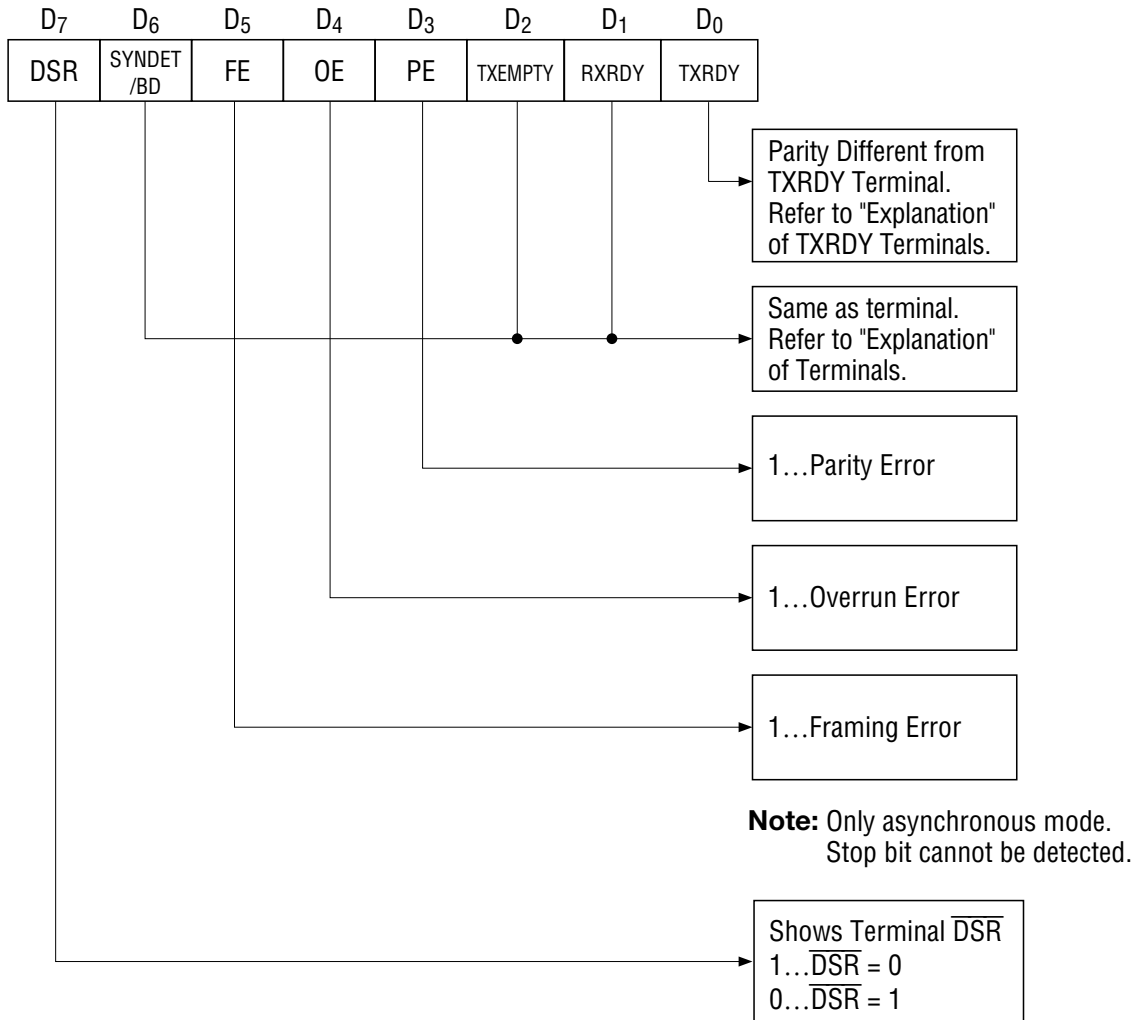 D7 D6 D5 D4 D3 D2 D1 D0
DSR SYNDET/BD FE OE PE TXEMPTY RXRDY TXRDY
Parity Different from
TXRDY Terminal.
Refer to "Explanation"
of TXRDY Terminals.
Same as terminal.
Refer to "Explanation"
of Terminals.
1...Parity Error
1...Overrun Error
1...Framing Error
Note: Only asynchronous mode.
Stop bit cannot be detected.
Shows Terminal D̅S̅R̅
1...D̅S̅R̅ = 0
0...D̅S̅R̅ = 1